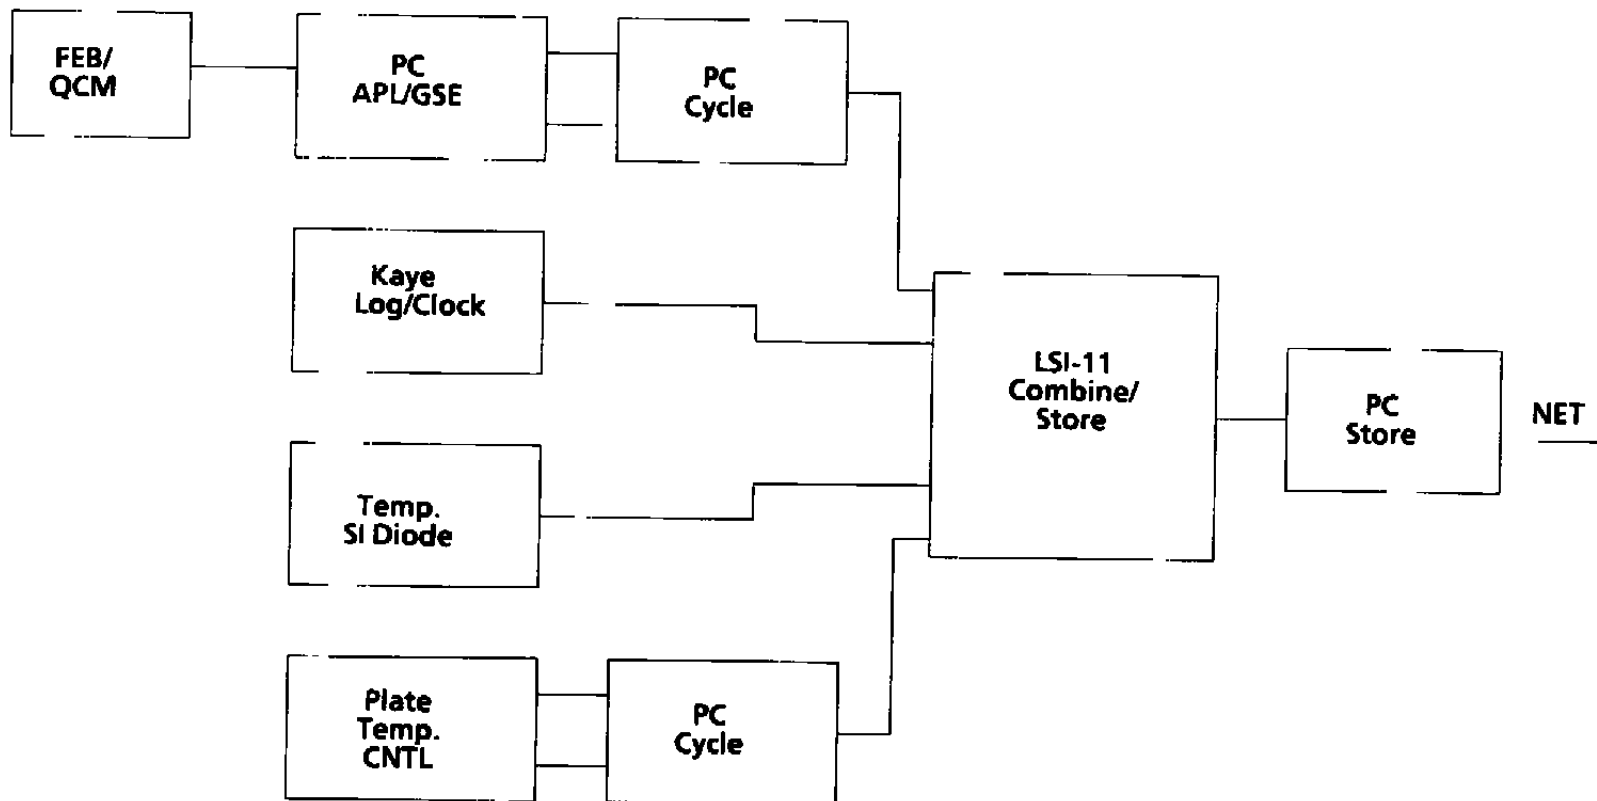 FEB/
QCM
PC
APL/GSE
PC
Cycle
Kaye
Log/Clock
LSI-11
Combine/
Store
PC
Store
NET
Temp.
SI Diode
Plate
Temp.
CNTL
PC
Cycle